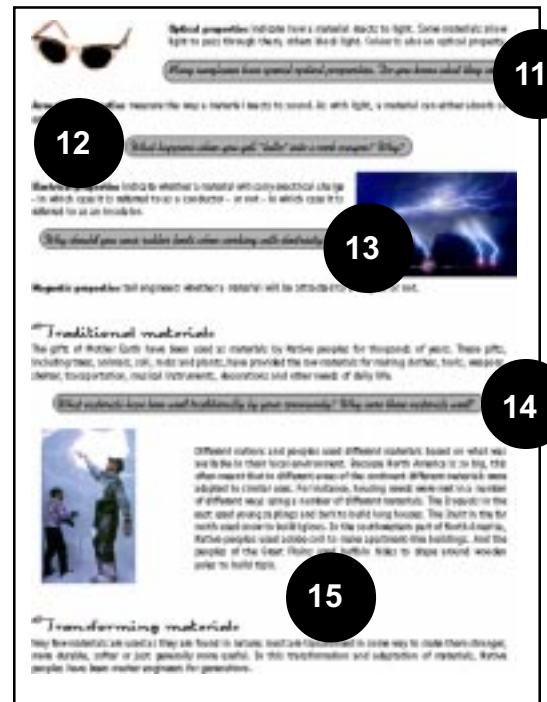 Optical properties indicate how a material reacts to light. Some materials allow
light to pass through them, others block light. Colour is also an optical property.
Many sunglasses have special optical properties. Do you know what they
11
measure the way a material reacts to sound. As with light, a material can either absorb or
12
What happens when you yell "hello" into a rock canyon? Why?
Electrical properties indicate whether a material will carry electrical charge
- in which case it is referred to as a conductor - or not - in which case it is
referred to as an insulator.
Why should you wear rubber boots when working with electricity
13
Magnetic properties tell engineers whether a material will be attracted to or not.
Traditional materials
The gifts of Mother Earth have been used as materials by Native peoples for thousands of years. These gifts,
including trees, animals, soil, rocks and plants, have provided the raw materials for making clothes, tools, weapons
shelter, transportation, musical instruments, decorations and other needs of daily life.
What materials have been used traditionally by your community? Why were these materials used?
14
Different nations and peoples used different materials based on what was
available in their local environment. Because North America is so big, this
often meant that in different areas of the continent different materials were
adapted to similar uses. For instance, housing needs were met in a number
of different ways using a number of different materials. The Iroquois in the
east used young saplings and bark to build long houses. The Inuit in the far
north used snow to build igloos. In the southwestern part of North America,
Native peoples used adobe soil to make apartment-like buildings. And the
peoples of the Great Plains used buffalo hides to drape around wooden
poles to build tipis.
15
Transforming materials
Very few materials are used as they are found in nature; most are transformed in some way to make them stronger,
more durable, softer or just generally more useful. In this transformation and adaptation of materials, Native
peoples have been master engineers for generations.